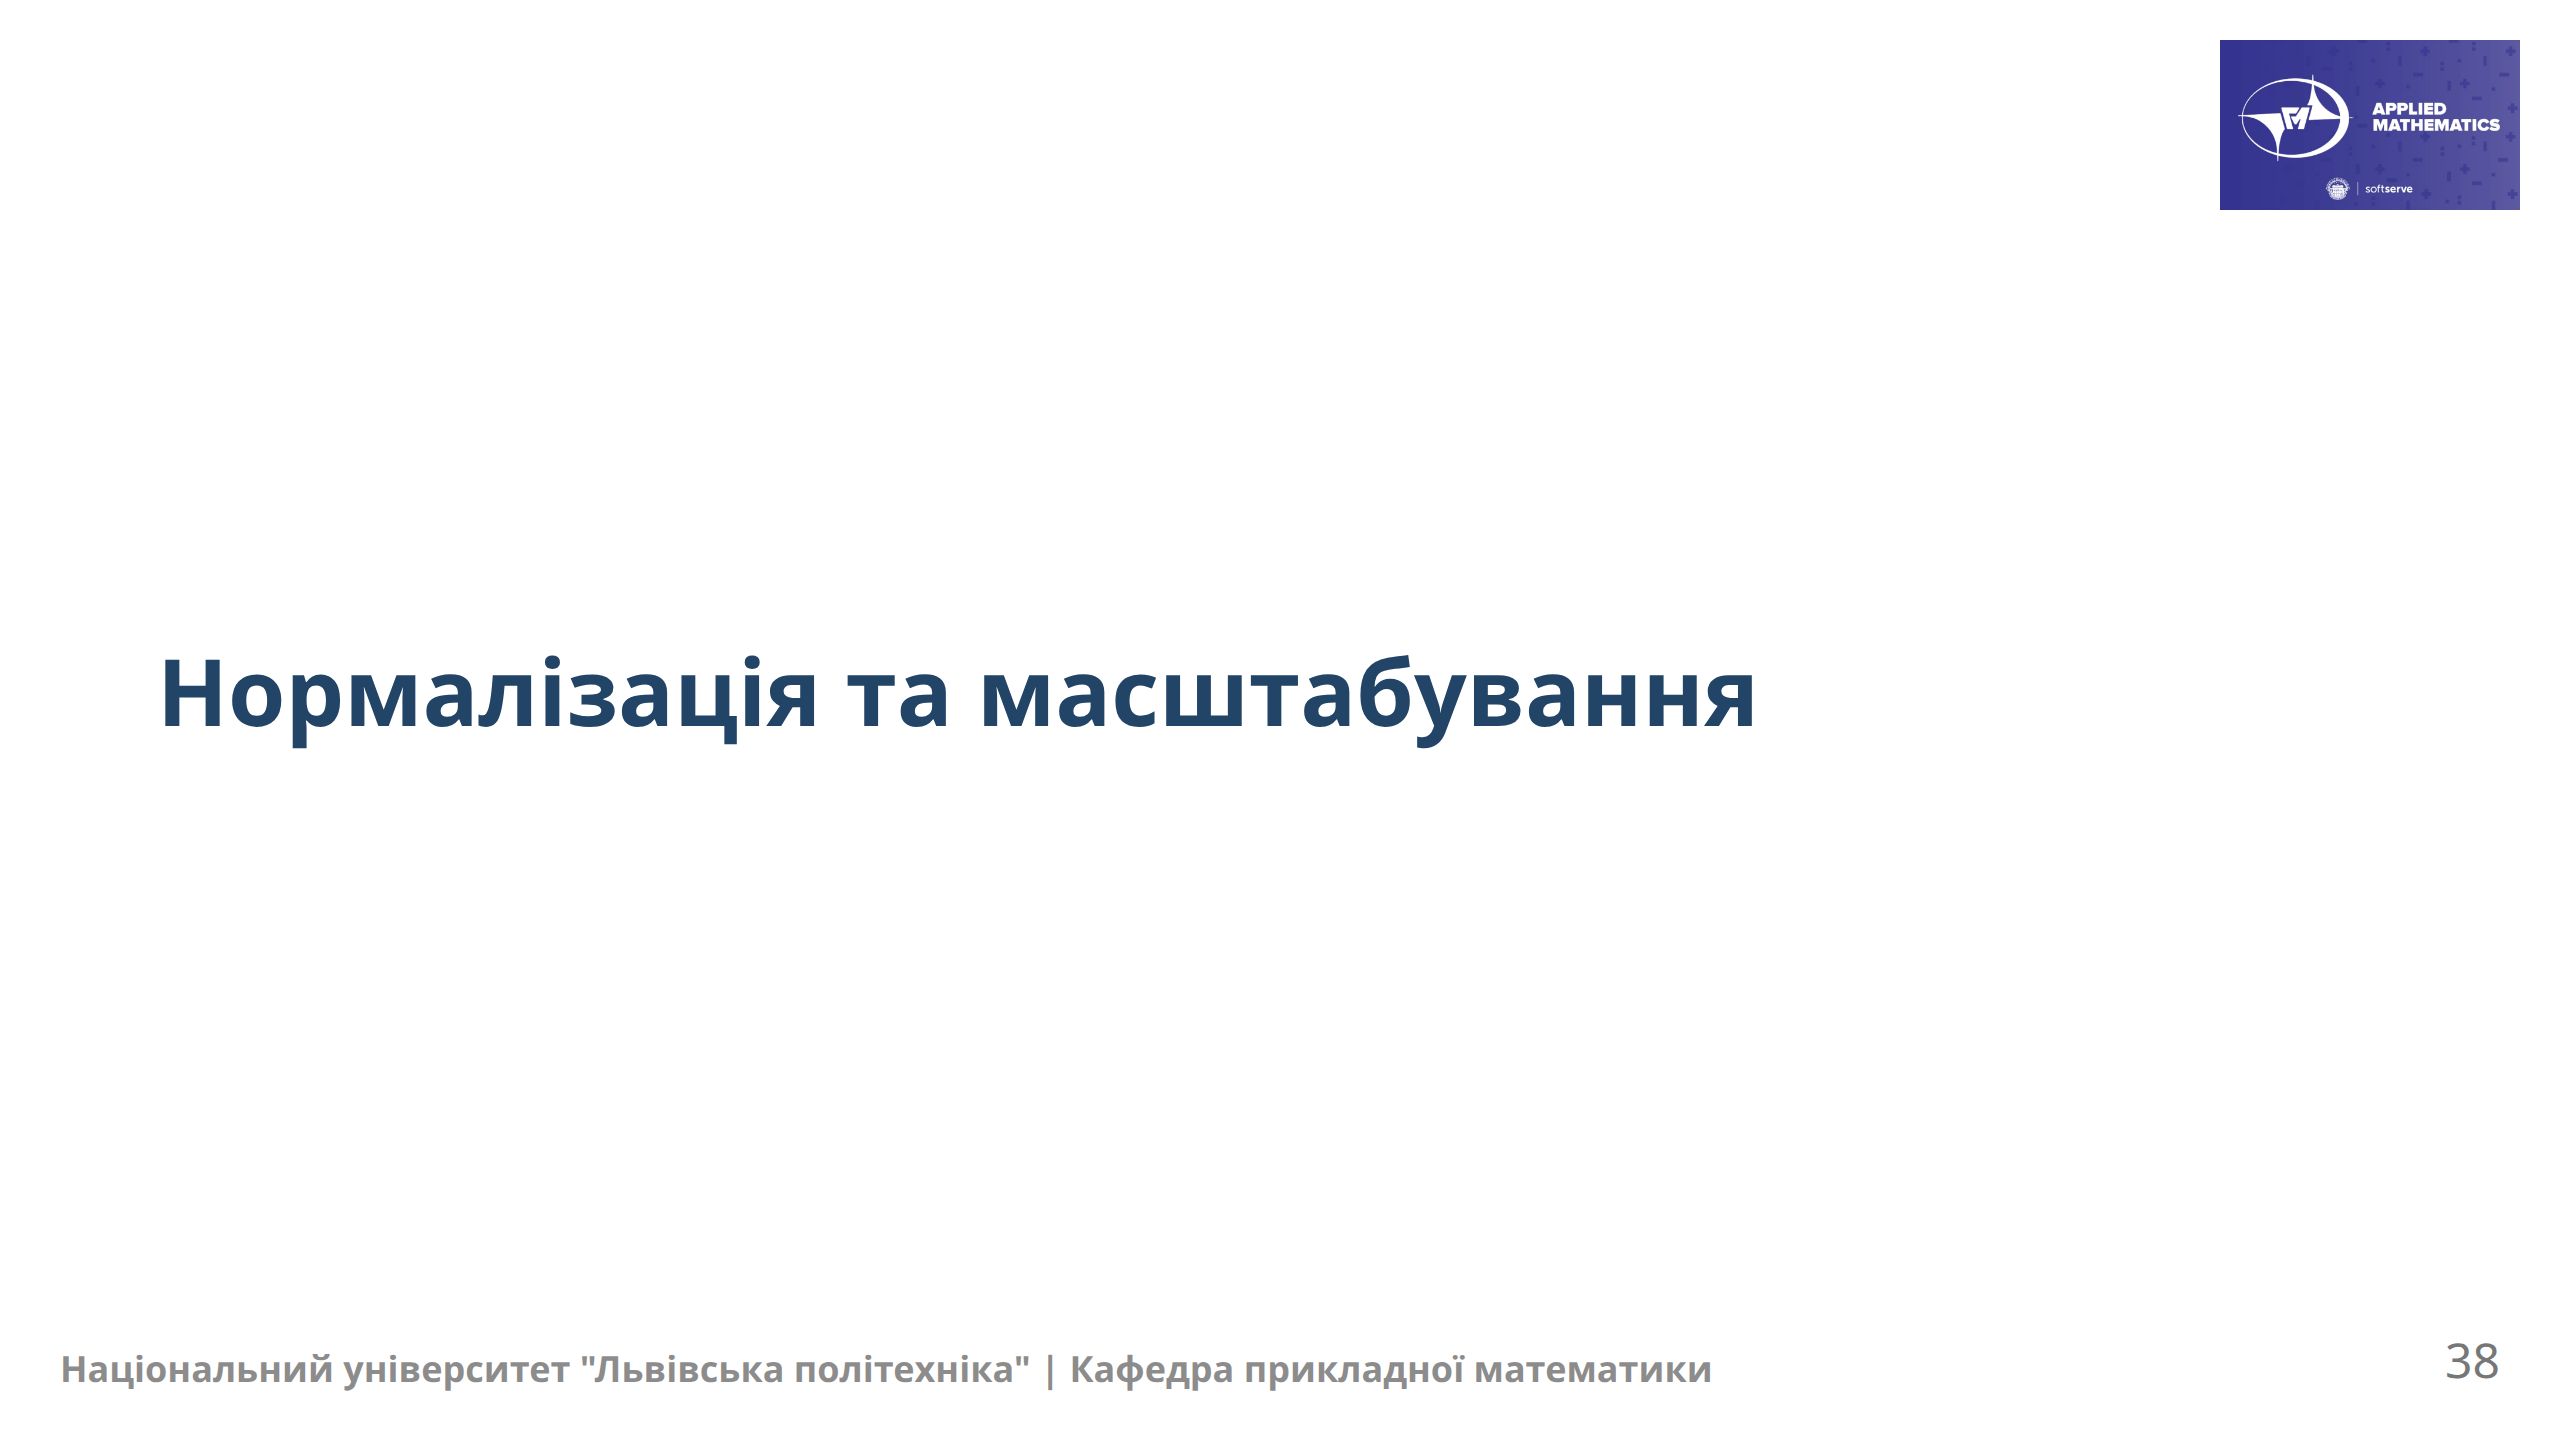 APPLIED
MATHEMATICS
softserve
Нормалізація та масштабування
Національний університет "Львівська політехніка" | Кафедра прикладної математики
38